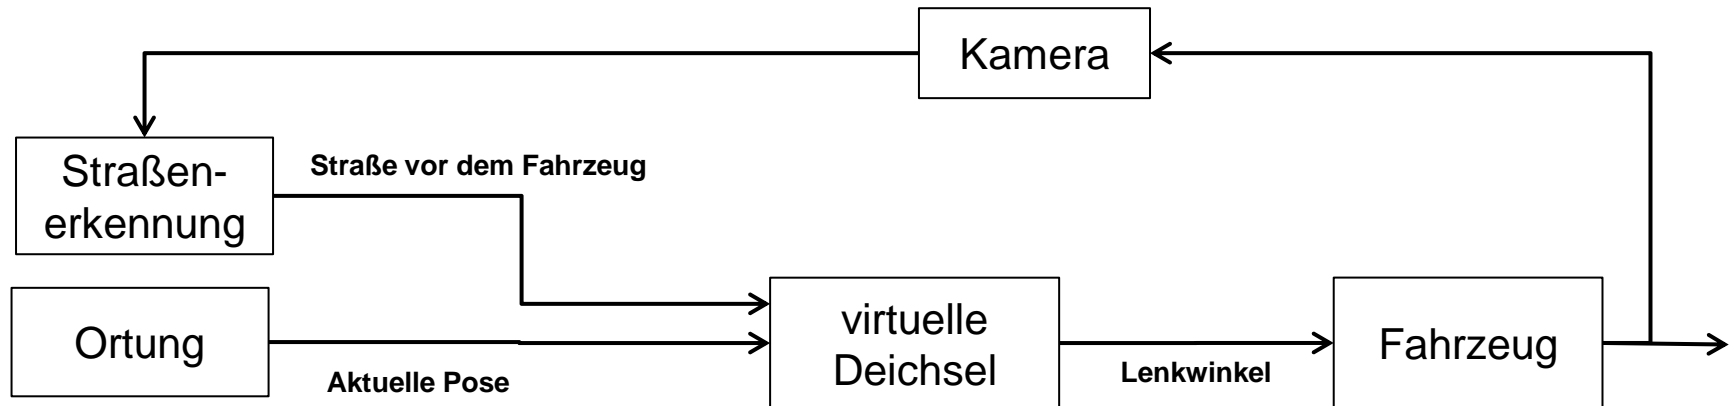 Kamera
Straßen-
erkennung
Straße vor dem Fahrzeug
Ortung
Aktuelle Pose
virtuelle
Deichsel
Lenkwinkel
Fahrzeug